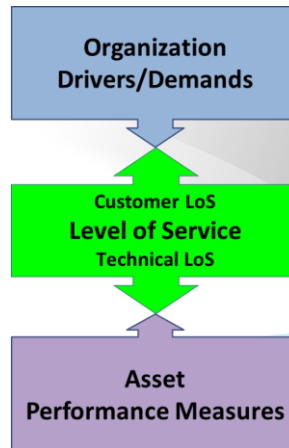 Organization
Drivers/Demands
Customer LoS
Level of Service
Technical LoS
Asset
Performance Measures